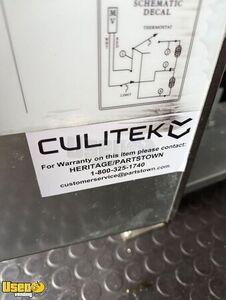 SCHEMATIC
DECAL
THERMOSTAT
CULITEK
For Warranty on this item please contact:
HERITAGE/PARTSTOWN
1-800-325-1740
customerservice@partstown.com
Used
Vending